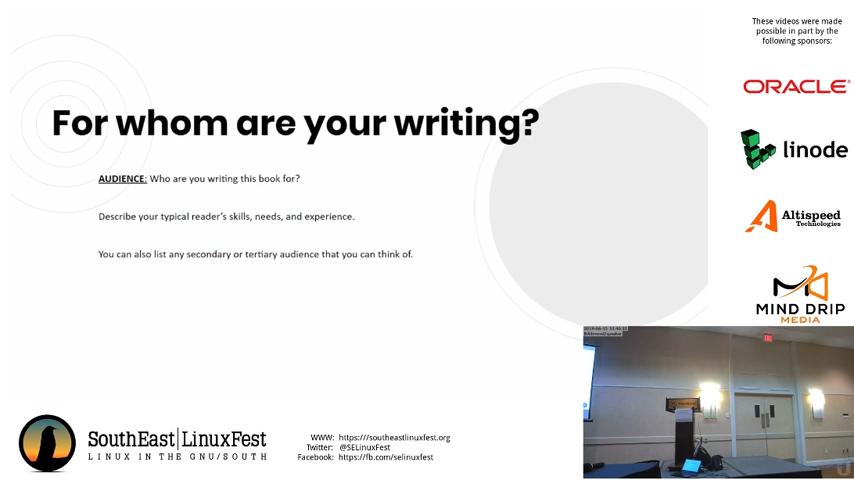 These videos were made
possible in part by the
following sponsors:
ORACLE
For whom are your writing?
linode
AUDIENCE: Who are you writing this book for?
Describe your typical reader's skills, needs, and experience.
Altispeed
Technologies
You can also list any secondary or tertiary audience that you can think of.
MIND DRIP
MEDIA
SouthEast|LinuxFest
LINUX IN THE GNU/SOUTH
WWW: https:///southeastlinuxfest.org
Twitter: @SELinuxFest
Facebook: https://fb.com/selinuxfest